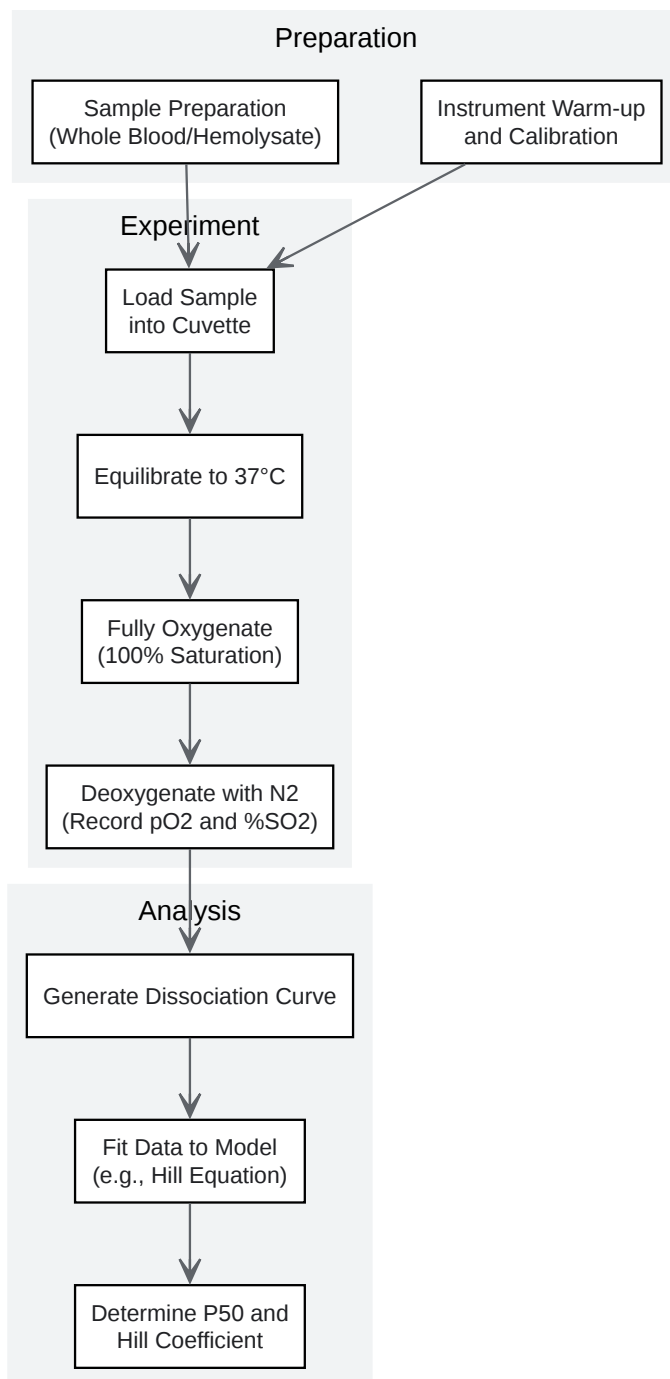 Preparation
Sample Preparation
(Whole Blood/Hemolysate)
Instrument Warm-up
and Calibration
Experiment
Load Sample
into Cuvette
Equilibrate to 37°C
Fully Oxygenate
(100% Saturation)
Deoxygenate with N2
(Record pO2 and %SO2)
Analysis
Generate Dissociation Curve
Fit Data to Model
(e.g., Hill Equation)
Determine P50 and
Hill Coefficient